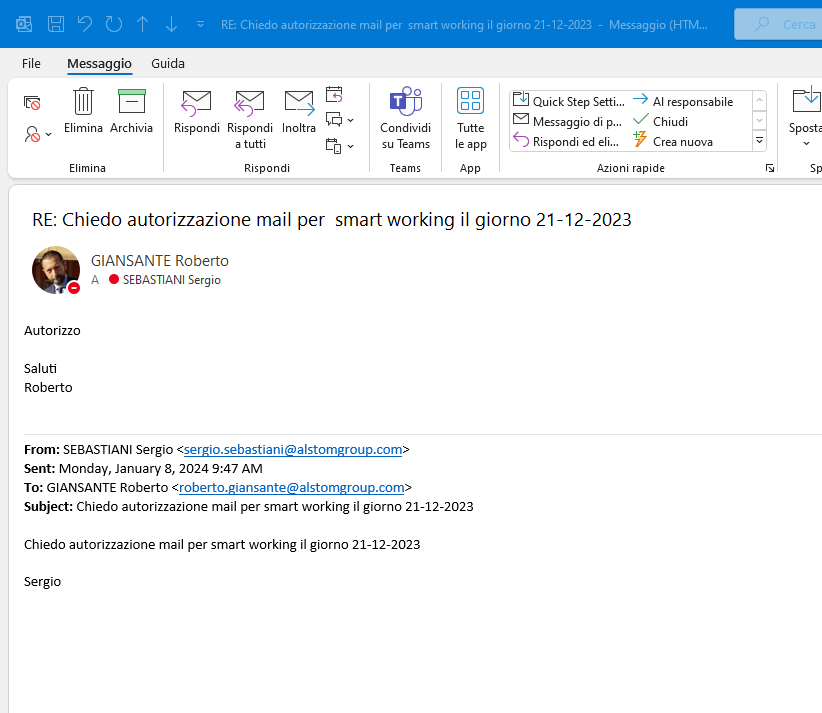 RE: Chiedo autorizzazione mail per  smart working il giorno 21-12-2023  -  Messaggio (HTM...
Cerca
File
Messaggio
Guida
Elimina
Archivia
Rispondi
Rispondi
a tutti
Inoltra
Condividi
su Teams
Tutte
le app
Quick Step Setti...
Al responsabile
Messaggio di p...
Chiudi
Rispondi ed eli...
Crea nuova
Sposta
Elimina
Rispondi
Teams
App
Azioni rapide
Sp
RE: Chiedo autorizzazione mail per  smart working il giorno 21-12-2023
GIANSANTE Roberto
A SEBASTIANI Sergio
Autorizzo
Saluti
Roberto
From: SEBASTIANI Sergio <sergio.sebastiani@alstomgroup.com>
Sent: Monday, January 8, 2024 9:47 AM
To: GIANSANTE Roberto <roberto.giansante@alstomgroup.com>
Subject: Chiedo autorizzazione mail per smart working il giorno 21-12-2023
Chiedo autorizzazione mail per smart working il giorno 21-12-2023
Sergio